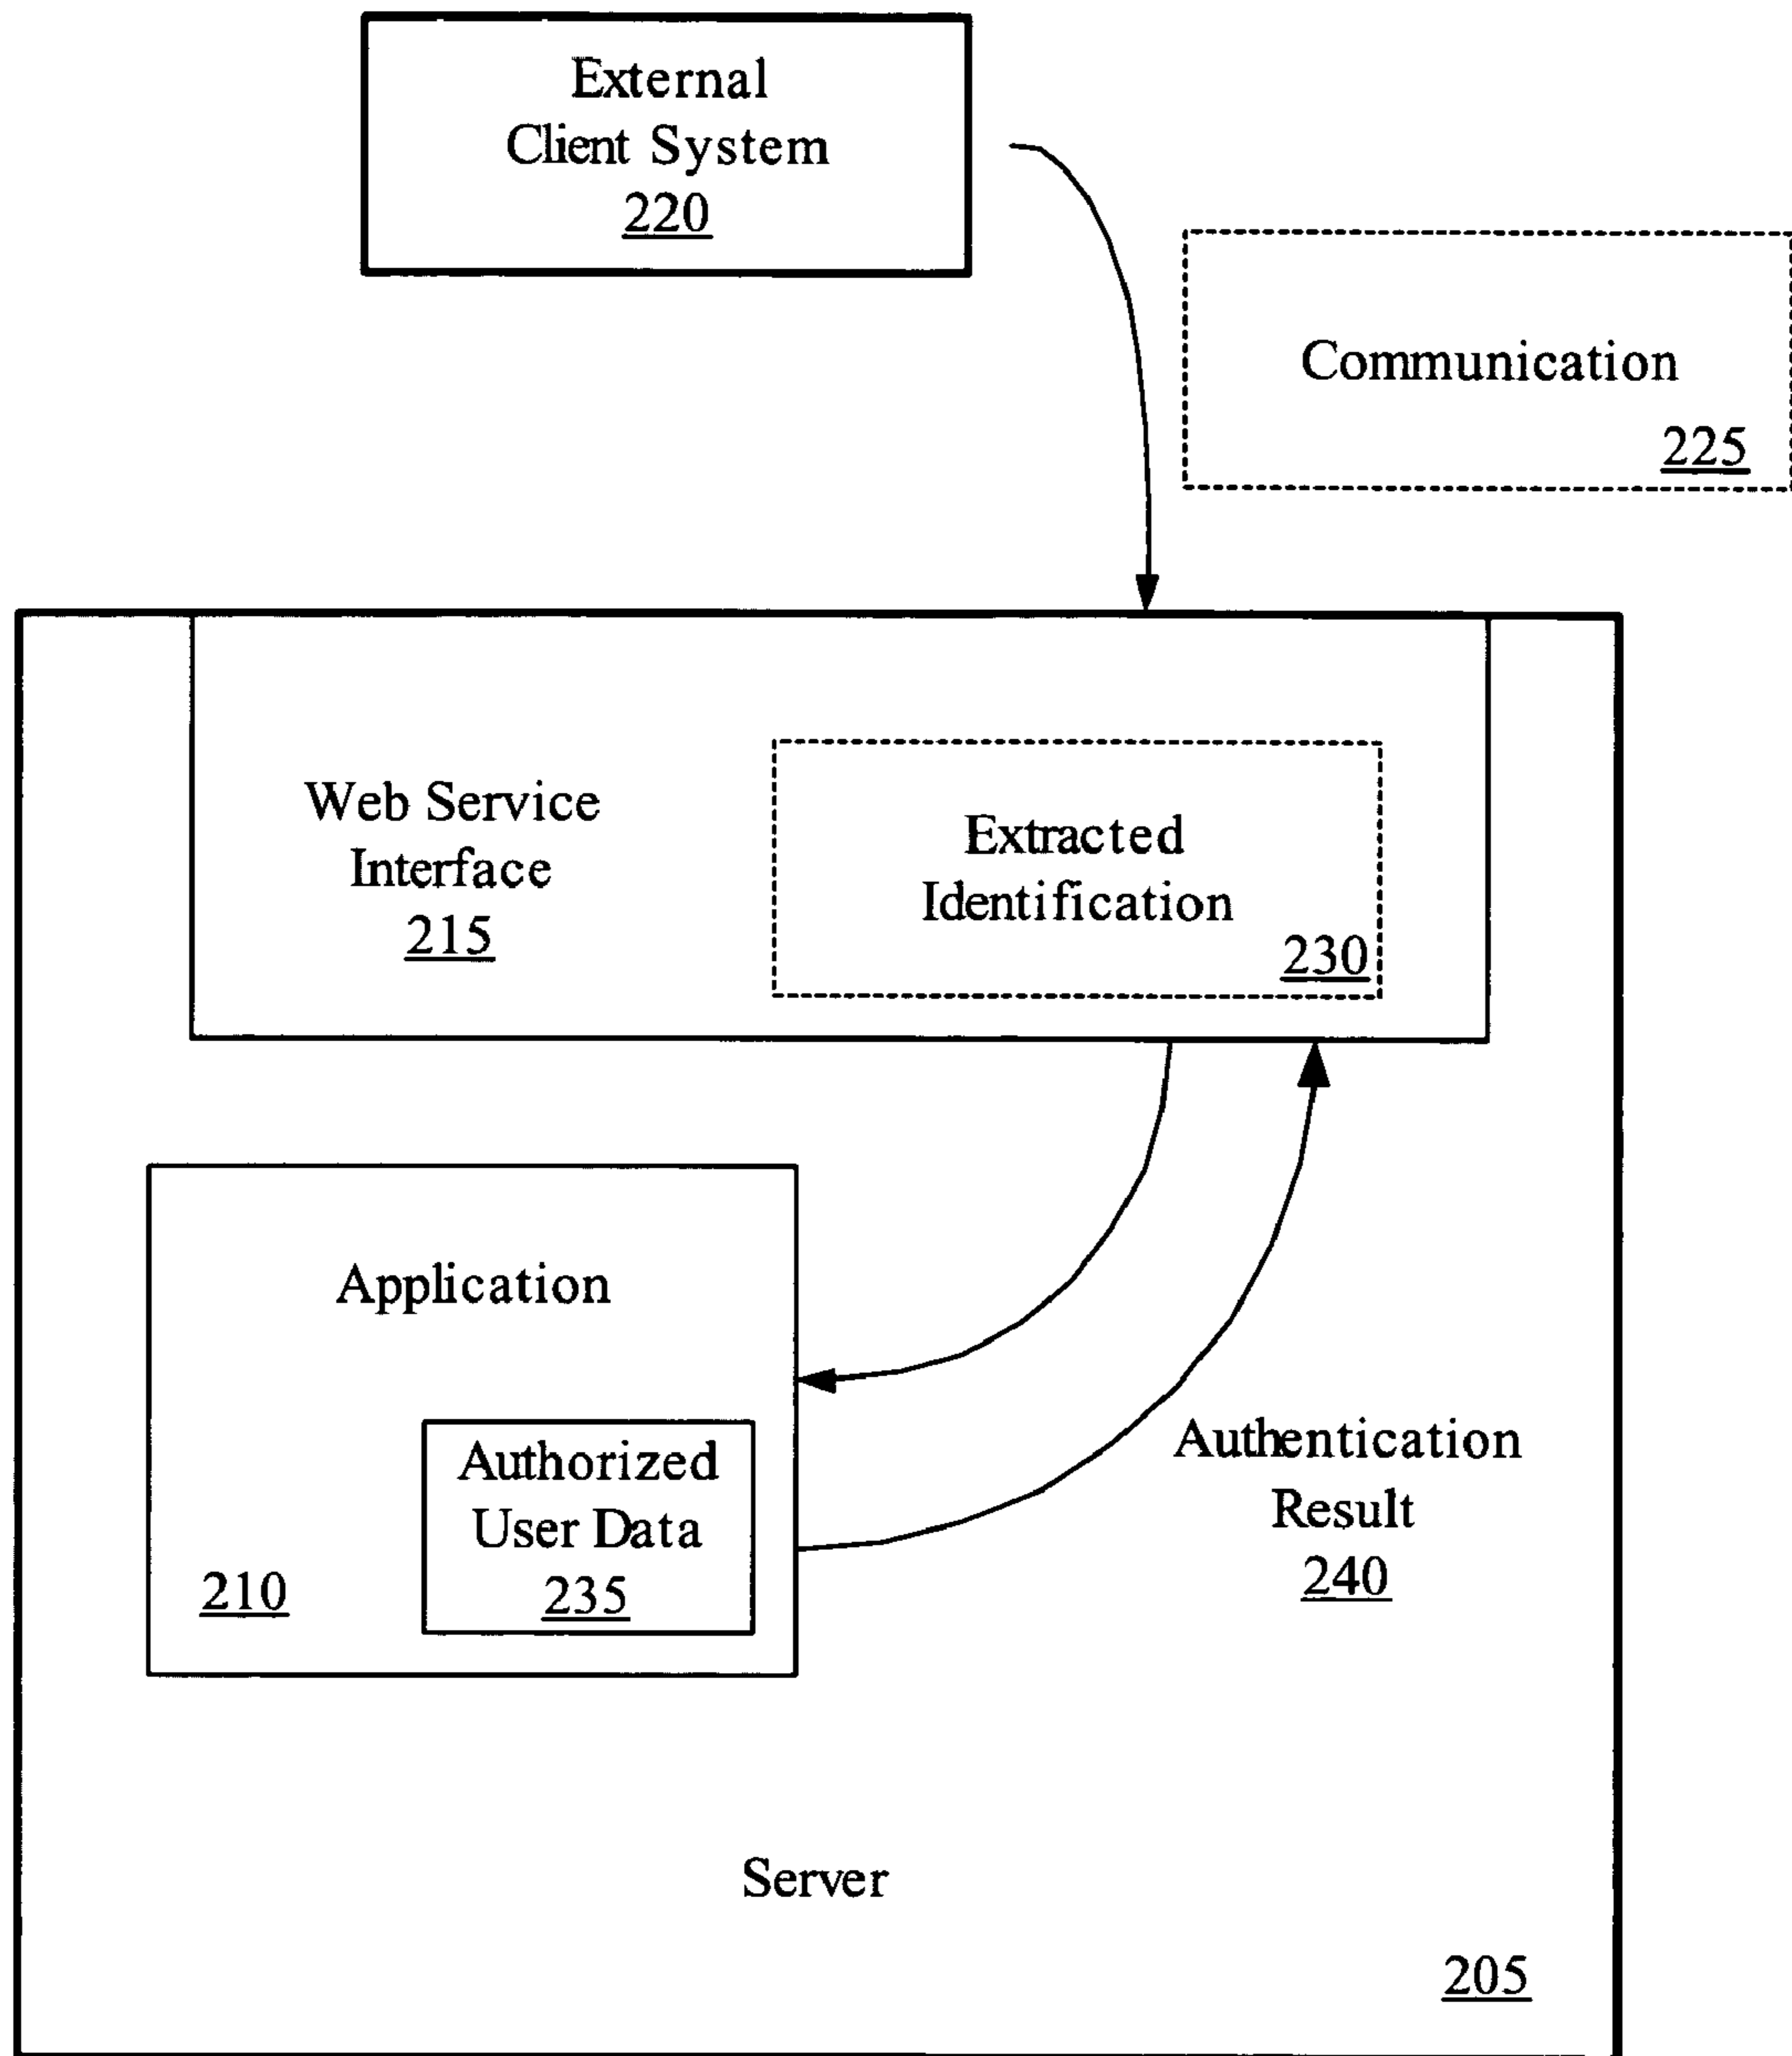 External
Client System
220
Communication
225
Web Service
Interface
215
Extracted
Identification
230
Application
Authorized
User Data
235
210
Authentication
Result
240
Server
205